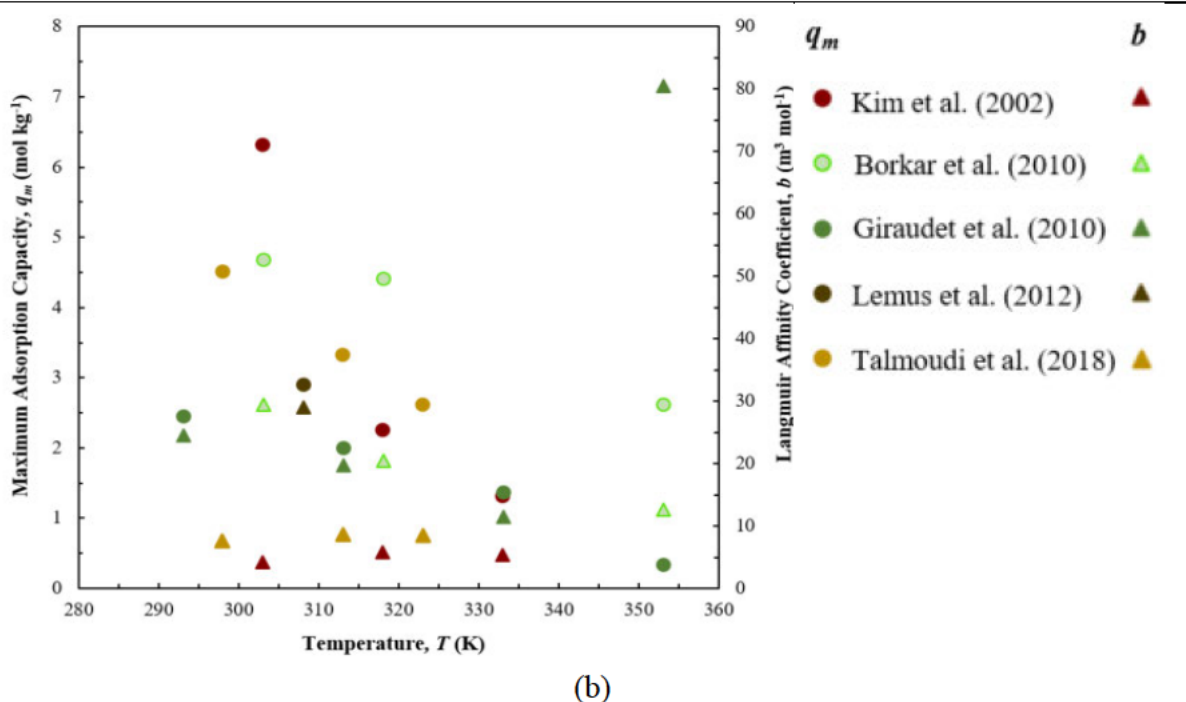 8
7
6
5
4
3
2
1
0
Maximum Adsorption Capacity, qₘ (mol kg⁻¹)
90
80
70
60
50
40
30
20
10
0
Langmuir Affinity Coefficient, b (m³ mol⁻¹)
280 290 300 310 320 330 340 350 360
Temperature, T (K)
qₘ b
Kim et al. (2002)
Borkar et al. (2010)
Giraudet et al. (2010)
Lemus et al. (2012)
Talmoudi et al. (2018)
(b)